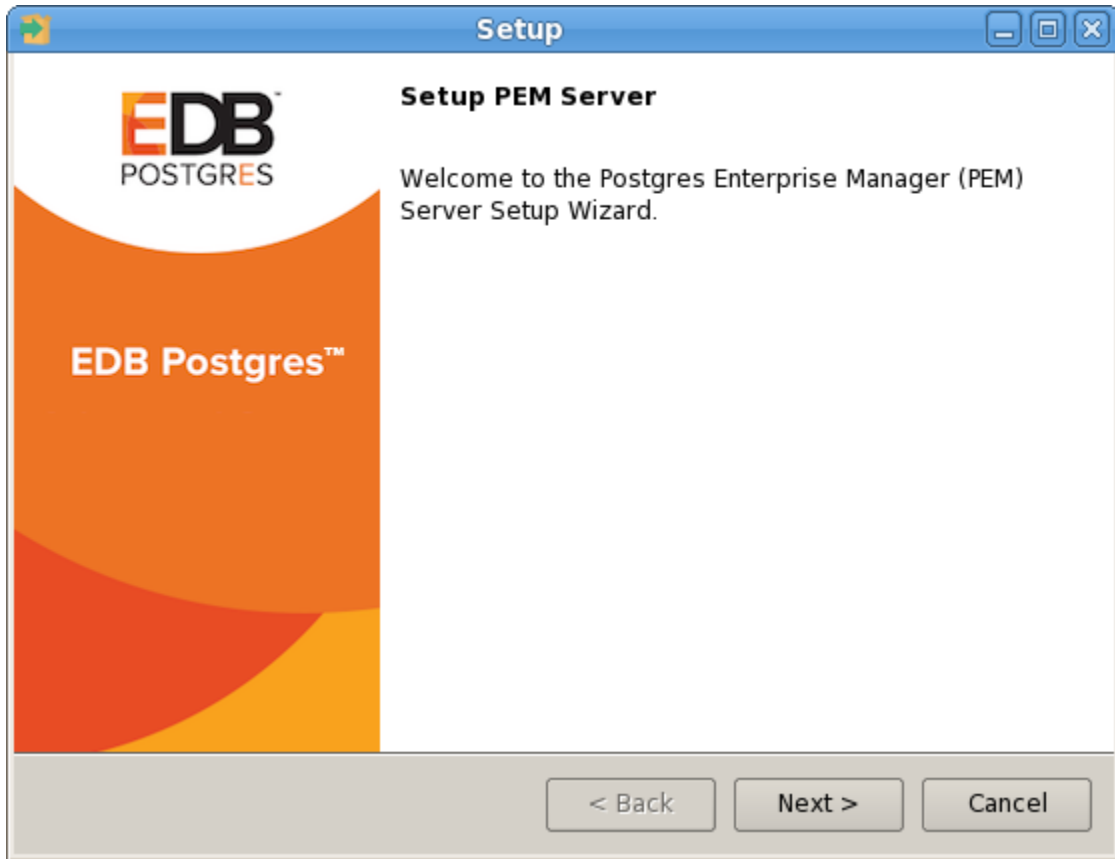 Setup
EDB
POSTGRES
EDB Postgres™
Setup PEM Server
Welcome to the Postgres Enterprise Manager (PEM)
Server Setup Wizard.
< Back
Next >
Cancel